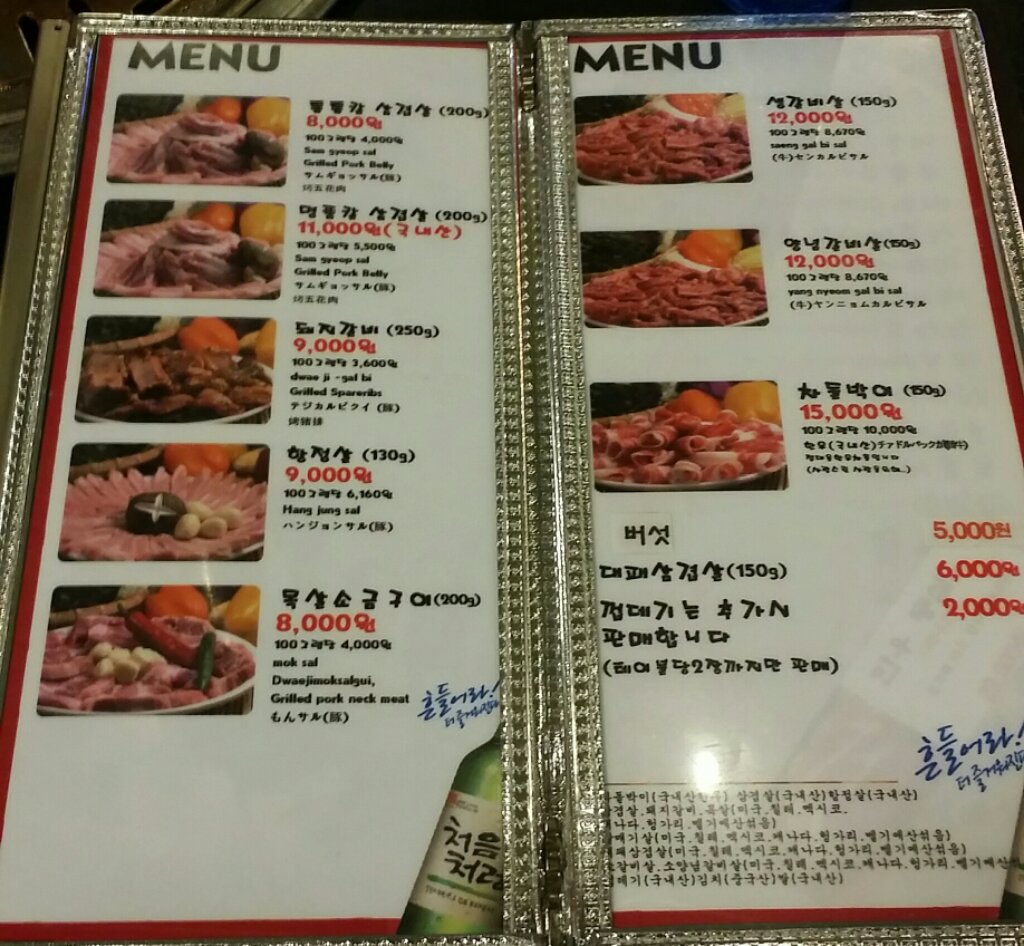 MENU
통통칸 삼겹살 (200g)
8,000원
100그램당 4,000원
Sam gyeop sal
Grilled Pork Belly
サムギョッサル(豚)
烤五花肉
명품칸 삼겹살 (200g)
11,000원(국내산)
100그램당 5,500원
Sam gyeop sal
Grilled Pork Belly
サムギョッサル(豚)
烤五花肉
돼지갈비 (250g)
9,000원
100그램당 3,600원
dwae ji -gal bi
Grilled Spareribs
テジカルビクイ (豚)
烤猪排
항정살 (130g)
9,000원
100그램당 6,160원
Hang jung sal
ハンジョンサル(豚)
목살소금구이(200g)
8,000원
100그램당 4,000원
mok sal
Dwaejimoksalgui,
Grilled pork neck meat
もんサル(豚)
흔들어라!
처음
처럼
MENU
생갈비살 (150g)
12,000원
100그램당 8,670원
saeng gal bi sal
(牛)センカルビサル
양념갈비살(150g)
12,000원
100그램당 8,670원
yang nyeom gal bi sal
(牛)ヤンニョムカルビサル
차돌박이 (150g)
15,000원
100그램당 10,000원
한우(국내산)チァドルバック
버섯 5,000원
대패삼겹살(150g) 6,000원
껍데기는 추가시 2,000원
판매합니다
(테이블당2장까지만 판매)
흔들어라!
돌박이(국내산한우) 삼겹살(국내산)항정살(국내산)
겹살.돼지갈비.목살(미국.칠레.멕시코.
캐나다.헝가리.벨기에산섞음)
매기살(미국.칠레.멕시코.캐나다.헝가리.벨기에산섞음)
패삼겹살(미국.칠레.멕시코.캐나다.헝가리.벨기에산섞음)
갈비살.소양념갈비살(미국.칠레.멕시코.캐나다.헝가리.벨기에산
데기(국내산)김치(중국산)쌀(국내산)